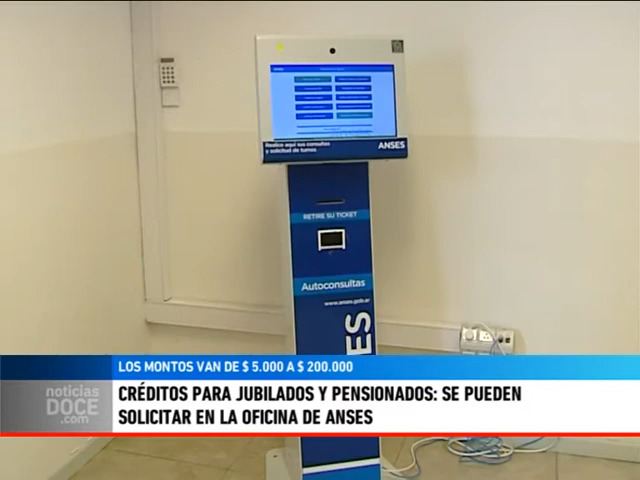 Realice aquí sus consultas
y solicitud de turnos
ANSES
RETIRE SU TICKET
Autoconsultas
www.anses.gob.ar
ES
LOS MONTOS VAN DE $ 5.000 A $ 200.000
noticias
DOCE
.com
CRÉDITOS PARA JUBILADOS Y PENSIONADOS: SE PUEDEN
SOLICITAR EN LA OFICINA DE ANSES